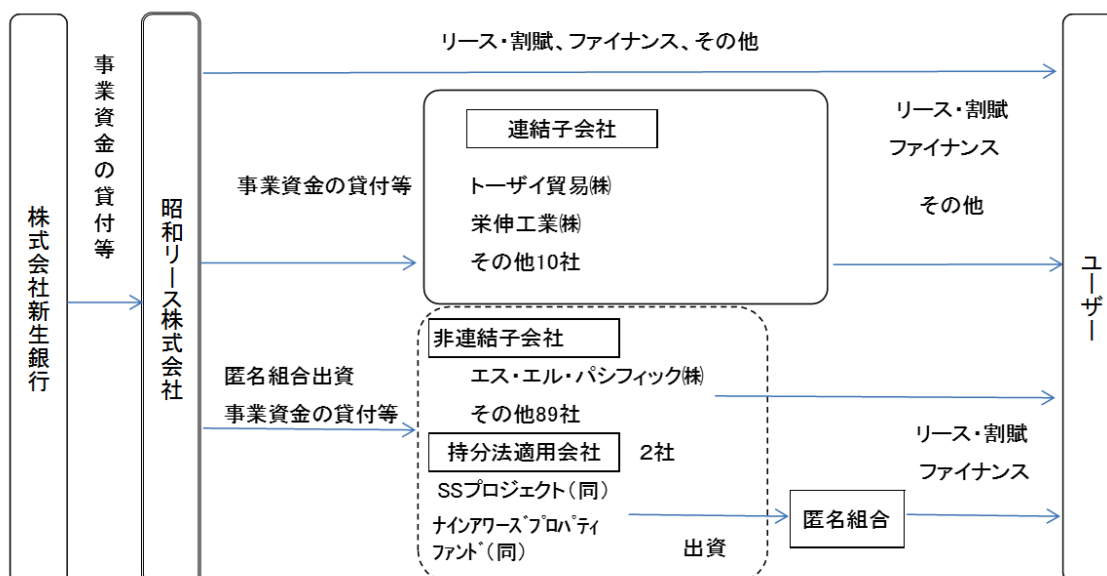 株式会社新生銀行
事業資金の貸付等
昭和リース株式会社
リース・割賦、ファイナンス、その他
連結子会社
事業資金の貸付等
トーザイ貿易㈱
栄伸工業㈱
その他10社
リース・割賦
ファイナンス
その他
ユーザー
非連結子会社
エス・エル・パシフィック㈱
その他89社
匿名組合出資
事業資金の貸付等
持分法適用会社 2社
SSプロジェクト(同)
ナインアワーズプロパティ
ファンド(同)
出資
匿名組合
リース・割賦
ファイナンス